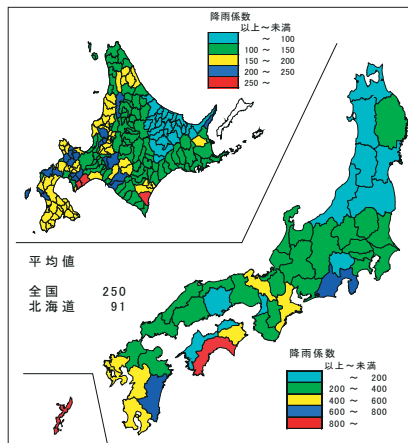 降雨係数
以上～未満
～ 100
100 ～ 150
150 ～ 200
200 ～ 250
250 ～
平均値
全国 250
北海道 91
降雨係数
以上～未満
～ 200
200 ～ 400
400 ～ 600
600 ～ 800
800 ～